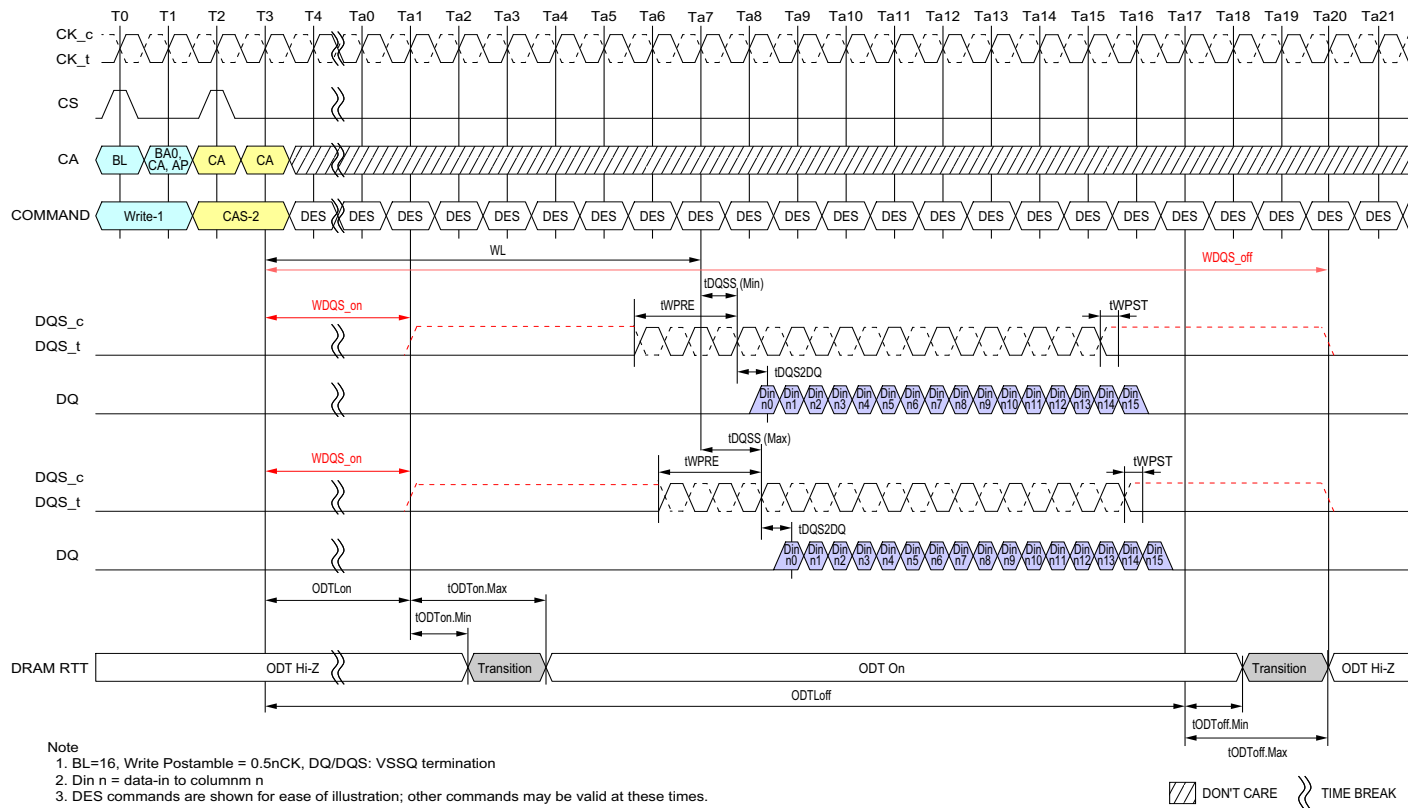 T0 T1 T2 T3 T4 Ta0 Ta1 Ta2 Ta3 Ta4 Ta5 Ta6 Ta7 Ta8 Ta9 Ta10 Ta11 Ta12 Ta13 Ta14 Ta15 Ta16 Ta17 Ta18 Ta19 Ta20 Ta21
CK_c
CK_t
CS
CA BL BA0, CA, AP CA CA
COMMAND Write-1 CAS-2 DES DES DES DES DES DES DES DES DES DES DES DES DES DES DES DES DES DES DES DES DES DES DES
WL
WDQS_off
tDQSS (Min)
WDQS_on tWPRE tWPST
DQS_c
DQS_t
tDQS2DQ
DQ Din n0 Din n1 Din n2 Din n3 Din n4 Din n5 Din n6 Din n7 Din n8 Din n9 Din n10 Din n11 Din n12 Din n13 Din n14 Din n15
tDQSS (Max)
WDQS_on tWPRE tWPST
DQS_c
DQS_t
tDQS2DQ
DQ Din n0 Din n1 Din n2 Din n3 Din n4 Din n5 Din n6 Din n7 Din n8 Din n9 Din n10 Din n11 Din n12 Din n13 Din n14 Din n15
ODTLon tODTon.Max
tODTon.Min
DRAM RTT ODT Hi-Z Transition ODT On Transition ODT Hi-Z
ODTLoff
tODToff.Min
tODToff.Max
Note
1. BL=16, Write Postamble = 0.5nCK, DQ/DQS: VSSQ termination
2. Din n = data-in to columnm n
3. DES commands are shown for ease of illustration; other commands may be valid at these times.
DON'T CARE TIME BREAK